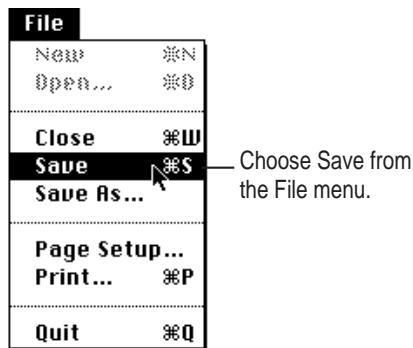 File
New ⌘N
Open... ⌘O
Close ⌘W
Save ⌘S
Choose Save from
the File menu.
Save As...
Page Setup...
Print... ⌘P
Quit ⌘Q